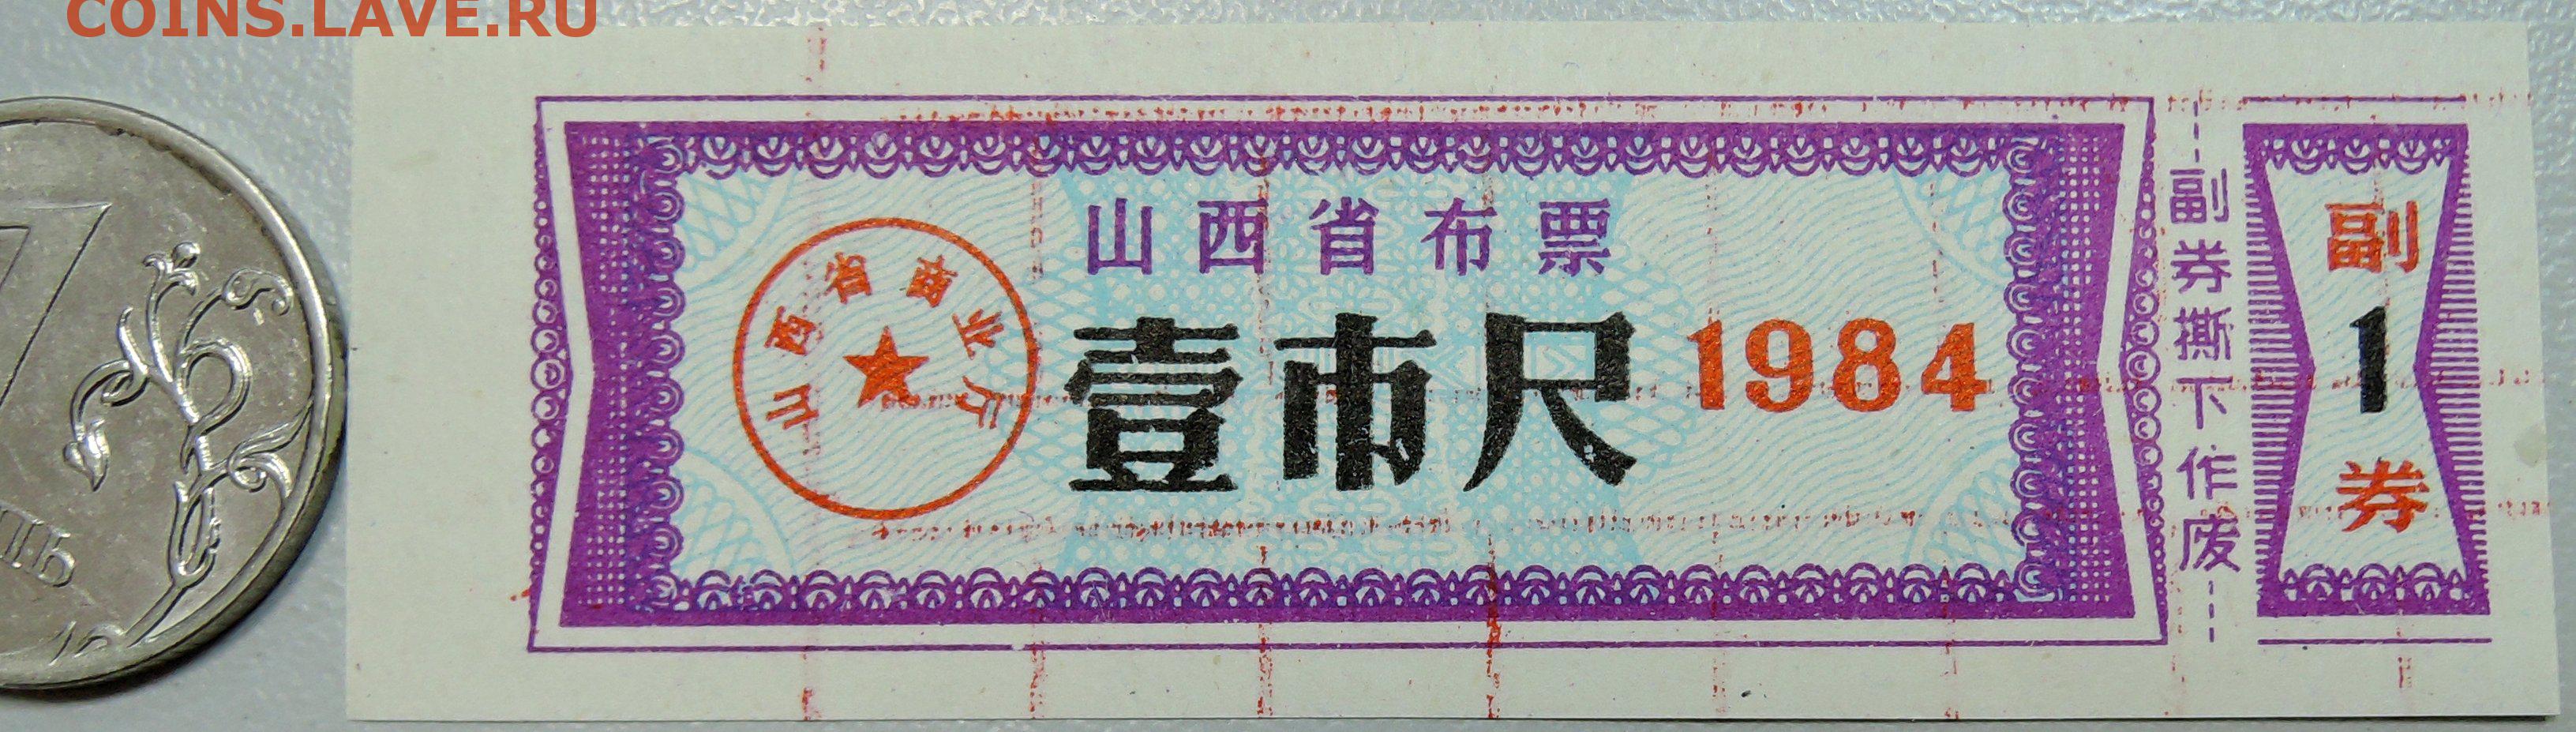 COINS.LAVE.RU
山西省布票
山西省商业厅
壹市尺
1984
副券撕下作废
副
1
券